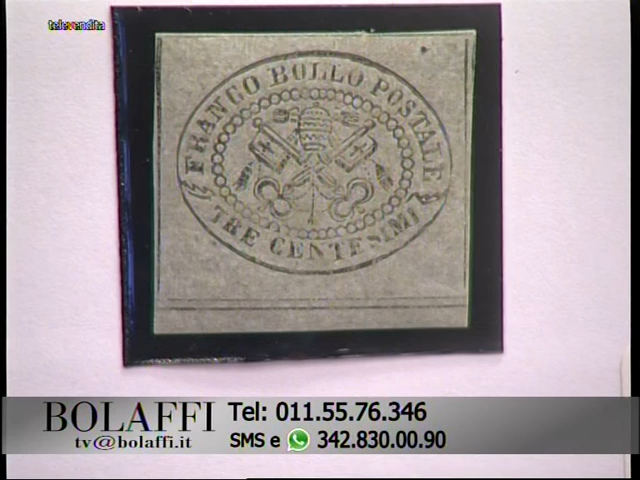 televendita
FRANCO BOLLO POSTALE
TRE CENTESIMI
BOLAFFI
tv@bolaffi.it
Tel: 011.55.76.346
SMS e 342.830.00.90